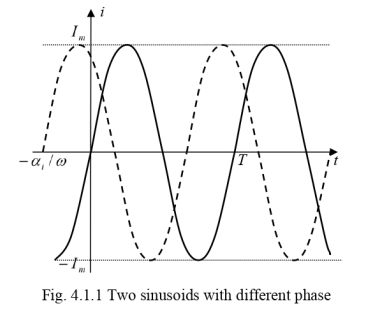 i
I_m
-α_i/ω
T
t
-I_m
Fig. 4.1.1 Two sinusoids with different phase